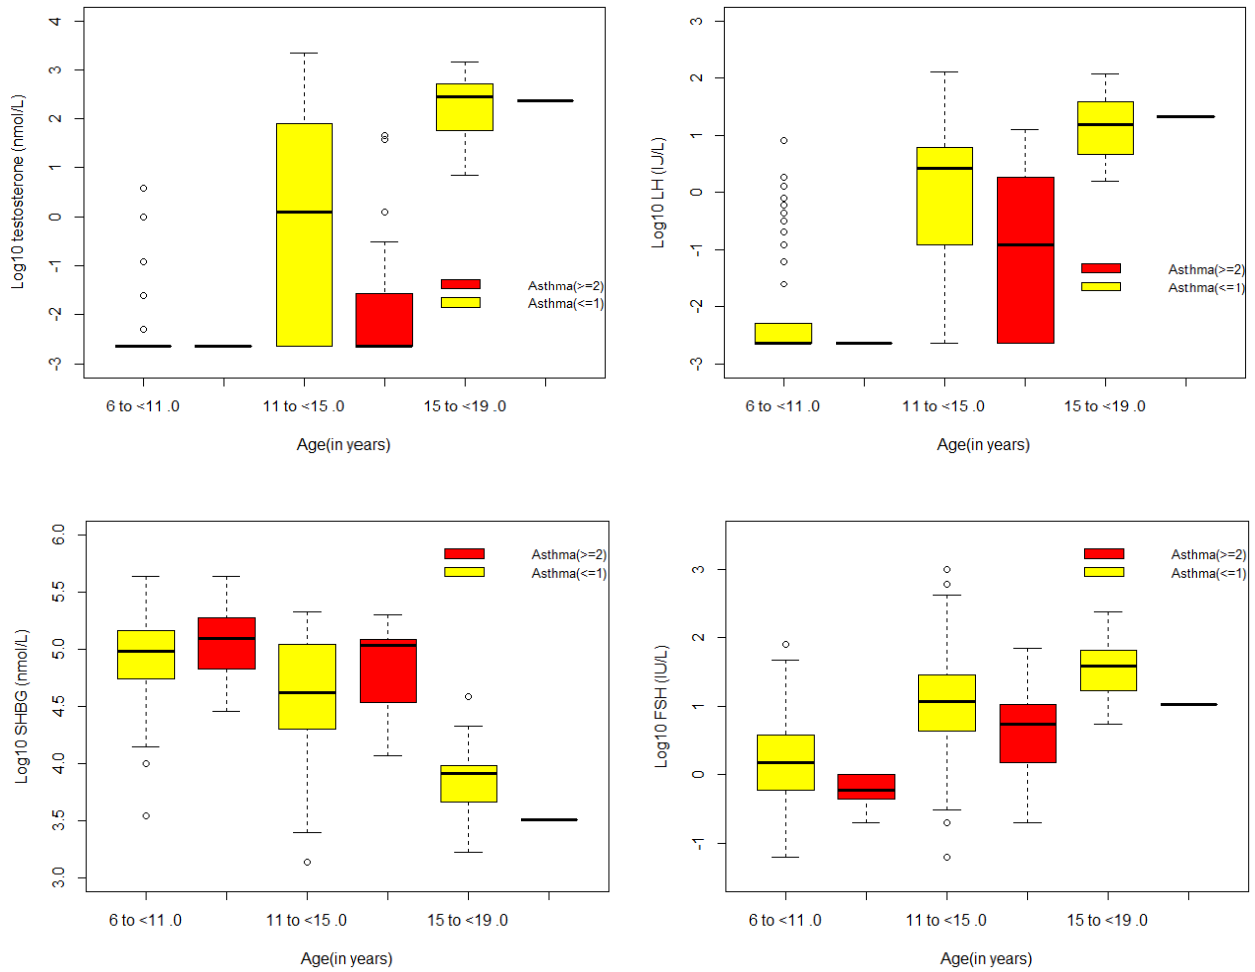 Log10 testosterone (nmol/L)
4
3
2
1
0
-1
-2
-3
Asthma(>=2)
Asthma(<=1)
6 to <11 .0
11 to <15 .0
15 to <19 .0
Age(in years)
Log10 LH (IJ/L)
3
2
1
0
-1
-2
-3
Asthma(>=2)
Asthma(<=1)
6 to <11 .0
11 to <15 .0
15 to <19 .0
Age(in years)
Log10 SHBG (nmol/L)
6.0
5.5
5.0
4.5
4.0
3.5
3.0
Asthma(>=2)
Asthma(<=1)
6 to <11 .0
11 to <15 .0
15 to <19 .0
Age(in years)
Log10 FSH (IU/L)
3
2
1
0
-1
Asthma(>=2)
Asthma(<=1)
6 to <11 .0
11 to <15 .0
15 to <19 .0
Age(in years)